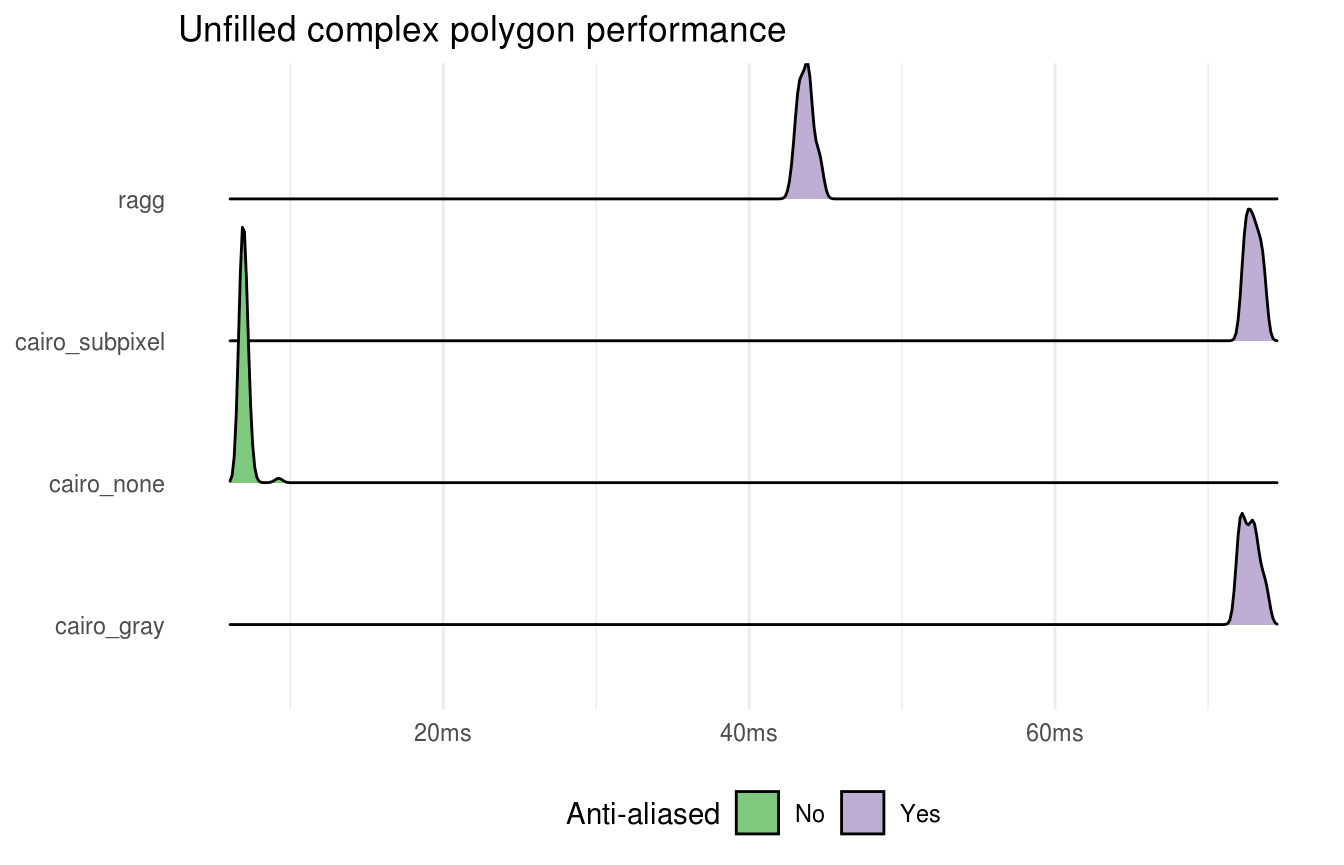 Unfilled complex polygon performance
ragg
cairo_subpixel
cairo_none
cairo_gray
20ms 40ms 60ms
Anti-aliased No Yes